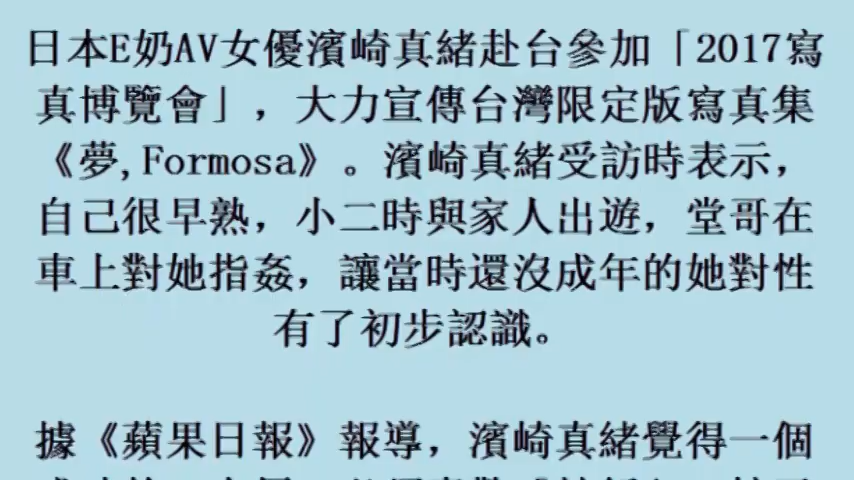 日本E奶AV女優濱崎真緒赴台參加「2017寫
真博覽會」，大力宣傳台灣限定版寫真集
《夢,Formosa》。濱崎真緒受訪時表示，
自己很早熟，小二時與家人出遊，堂哥在
車上對她指姦，讓當時還沒成年的她對性
有了初步認識。
據《蘋果日報》報導，濱崎真緒覺得一個